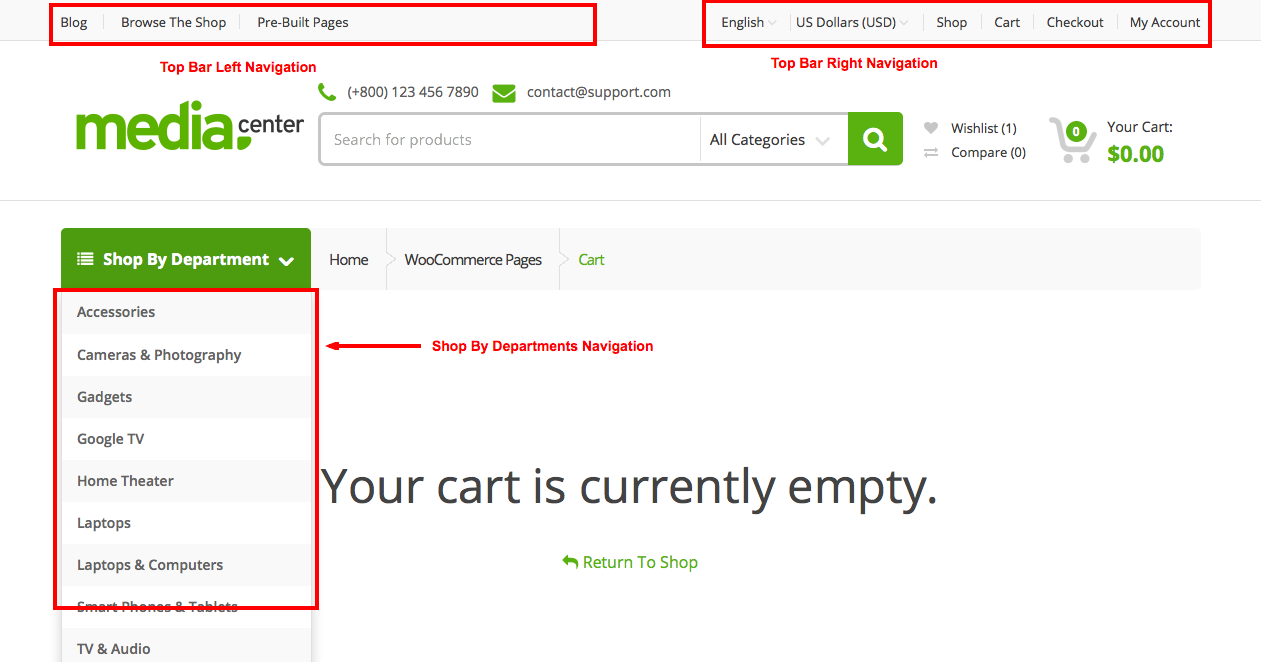 Blog Browse The Shop Pre-Built Pages English US Dollars (USD) Shop Cart Checkout My Account
Top Bar Left Navigation Top Bar Right Navigation
(+800) 123 456 7890 contact@support.com
media center
Search for products All Categories
Wishlist (1)
Compare (0)
0
Your Cart:
$0.00
Shop By Department Home WooCommerce Pages Cart
Accessories
Shop By Departments Navigation
Cameras & Photography
Gadgets
Google TV
Home Theater
Laptops
Laptops & Computers
Smart Phones & Tablets
TV & Audio
Your cart is currently empty.
Return To Shop